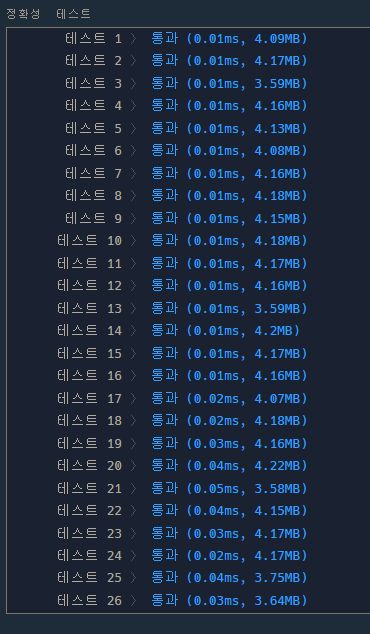 정확성 테스트
테스트 1 〉 통과 (0.01ms, 4.09MB)
테스트 2 〉 통과 (0.01ms, 4.17MB)
테스트 3 〉 통과 (0.01ms, 3.59MB)
테스트 4 〉 통과 (0.01ms, 4.16MB)
테스트 5 〉 통과 (0.01ms, 4.13MB)
테스트 6 〉 통과 (0.01ms, 4.08MB)
테스트 7 〉 통과 (0.01ms, 4.16MB)
테스트 8 〉 통과 (0.01ms, 4.18MB)
테스트 9 〉 통과 (0.01ms, 4.15MB)
테스트 10 〉 통과 (0.01ms, 4.18MB)
테스트 11 〉 통과 (0.01ms, 4.17MB)
테스트 12 〉 통과 (0.01ms, 4.16MB)
테스트 13 〉 통과 (0.01ms, 3.59MB)
테스트 14 〉 통과 (0.01ms, 4.2MB)
테스트 15 〉 통과 (0.01ms, 4.17MB)
테스트 16 〉 통과 (0.01ms, 4.16MB)
테스트 17 〉 통과 (0.02ms, 4.07MB)
테스트 18 〉 통과 (0.02ms, 4.18MB)
테스트 19 〉 통과 (0.03ms, 4.16MB)
테스트 20 〉 통과 (0.04ms, 4.22MB)
테스트 21 〉 통과 (0.05ms, 3.58MB)
테스트 22 〉 통과 (0.04ms, 4.15MB)
테스트 23 〉 통과 (0.03ms, 4.17MB)
테스트 24 〉 통과 (0.02ms, 4.17MB)
테스트 25 〉 통과 (0.04ms, 3.75MB)
테스트 26 〉 통과 (0.03ms, 3.64MB)